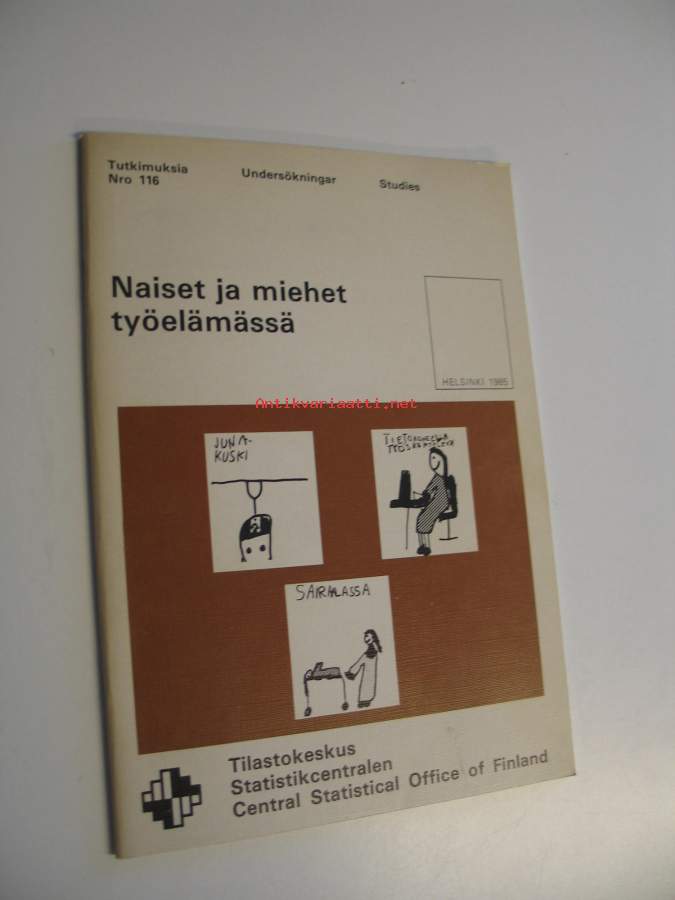 Tutkimuksia Undersökningar Studies
Nro 116
Naiset ja miehet
työelämässä
HELSINKI 1985
Antikvariaatti.net
JUNA-
KUSKI
TIETOKONEELLA
SAIRAALASSA
Tilastokeskus
Statistikcentralen
Central Statistical Office of Finland